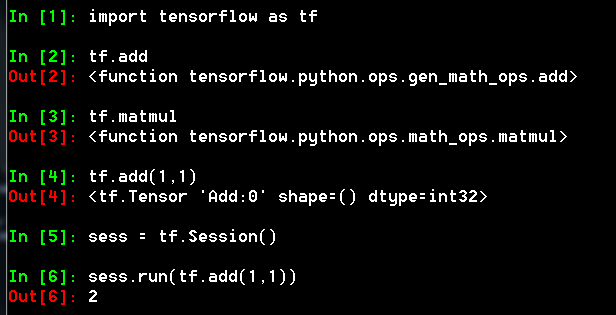 In [1]: import tensorflow as tf
In [2]: tf.add
Out[2]: <function tensorflow.python.ops.gen_math_ops.add>
In [3]: tf.matmul
Out[3]: <function tensorflow.python.ops.math_ops.matmul>
In [4]: tf.add(1,1)
Out[4]: <tf.Tensor 'Add:0' shape=() dtype=int32>
In [5]: sess = tf.Session()
In [6]: sess.run(tf.add(1,1))
Out[6]: 2